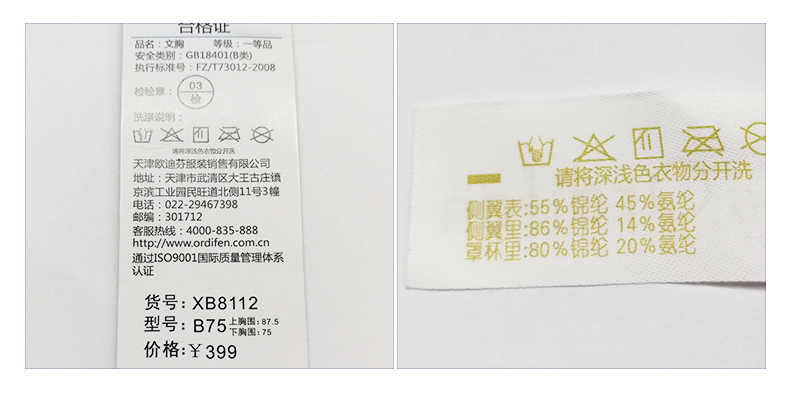 合格证
品名：文胸 等级：一等品
安全类别：GB18401(B类)
执行标准号：FZ/T73012-2008
检验章：
03
检
洗涤说明：
请将深浅色衣物分开洗
天津欧迪芬服装销售有限公司
地址：天津市武清区大王古庄镇
京滨工业园民旺道北侧11号3幢
电话：022-29467398
邮编：301712
客服热线：4000-835-888
http://www.ordifen.com.cn
通过ISO9001国际质量管理体系
认证
货号：XB8112
型号：B75 上胸围：87.5
下胸围：75
价格：￥399
请将深浅色衣物分开洗
侧翼表:55%锦纶 45%氨纶
侧翼里:86%锦纶 14%氨纶
罩杯里:80%锦纶 20%氨纶